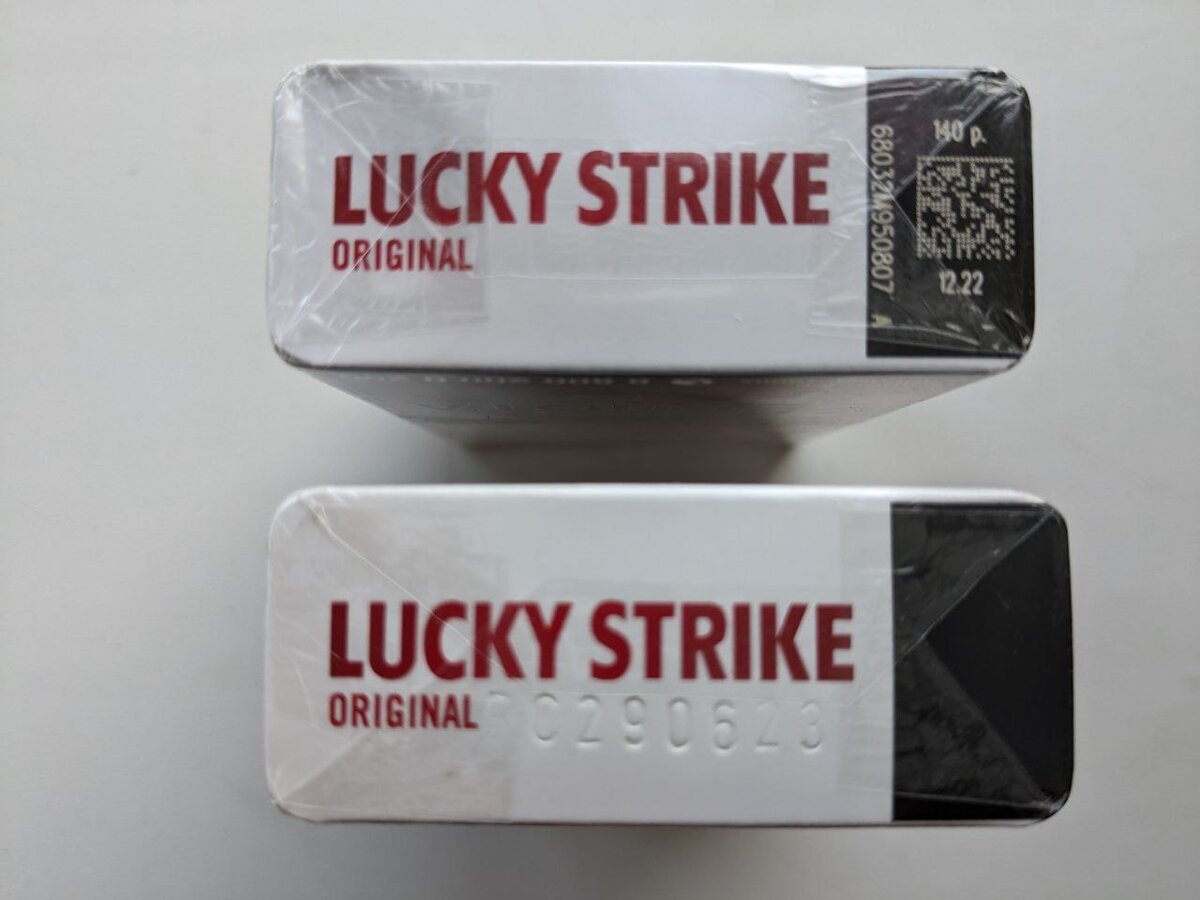 LUCKY STRIKE
ORIGINAL
140 р.
68032M950807 A
12.22
LUCKY STRIKE
ORIGINAL
C290623